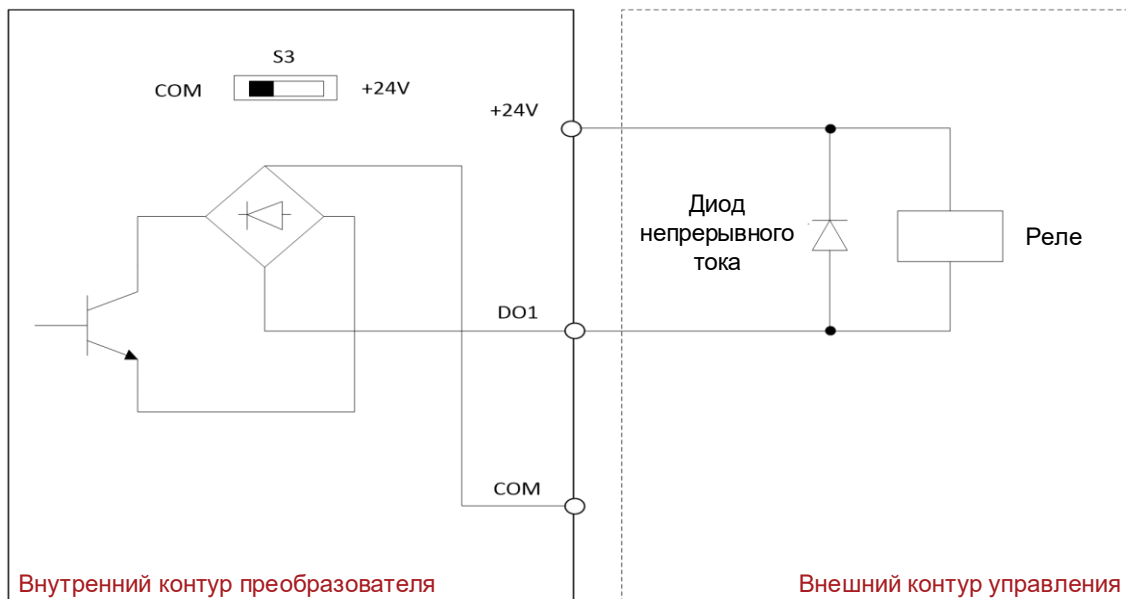 S3
COM
+24V
+24V
Диод
непрерывного
тока
Реле
DO1
COM
Внутренний контур преобразователя
Внешний контур управления